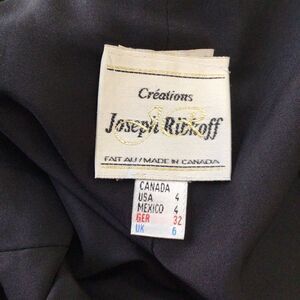 Créations
Joseph Ribkoff
FAIT AU/MADE IN CANADA
CANADA 4
USA 4
MEXICO 4
GER 32
UK 6